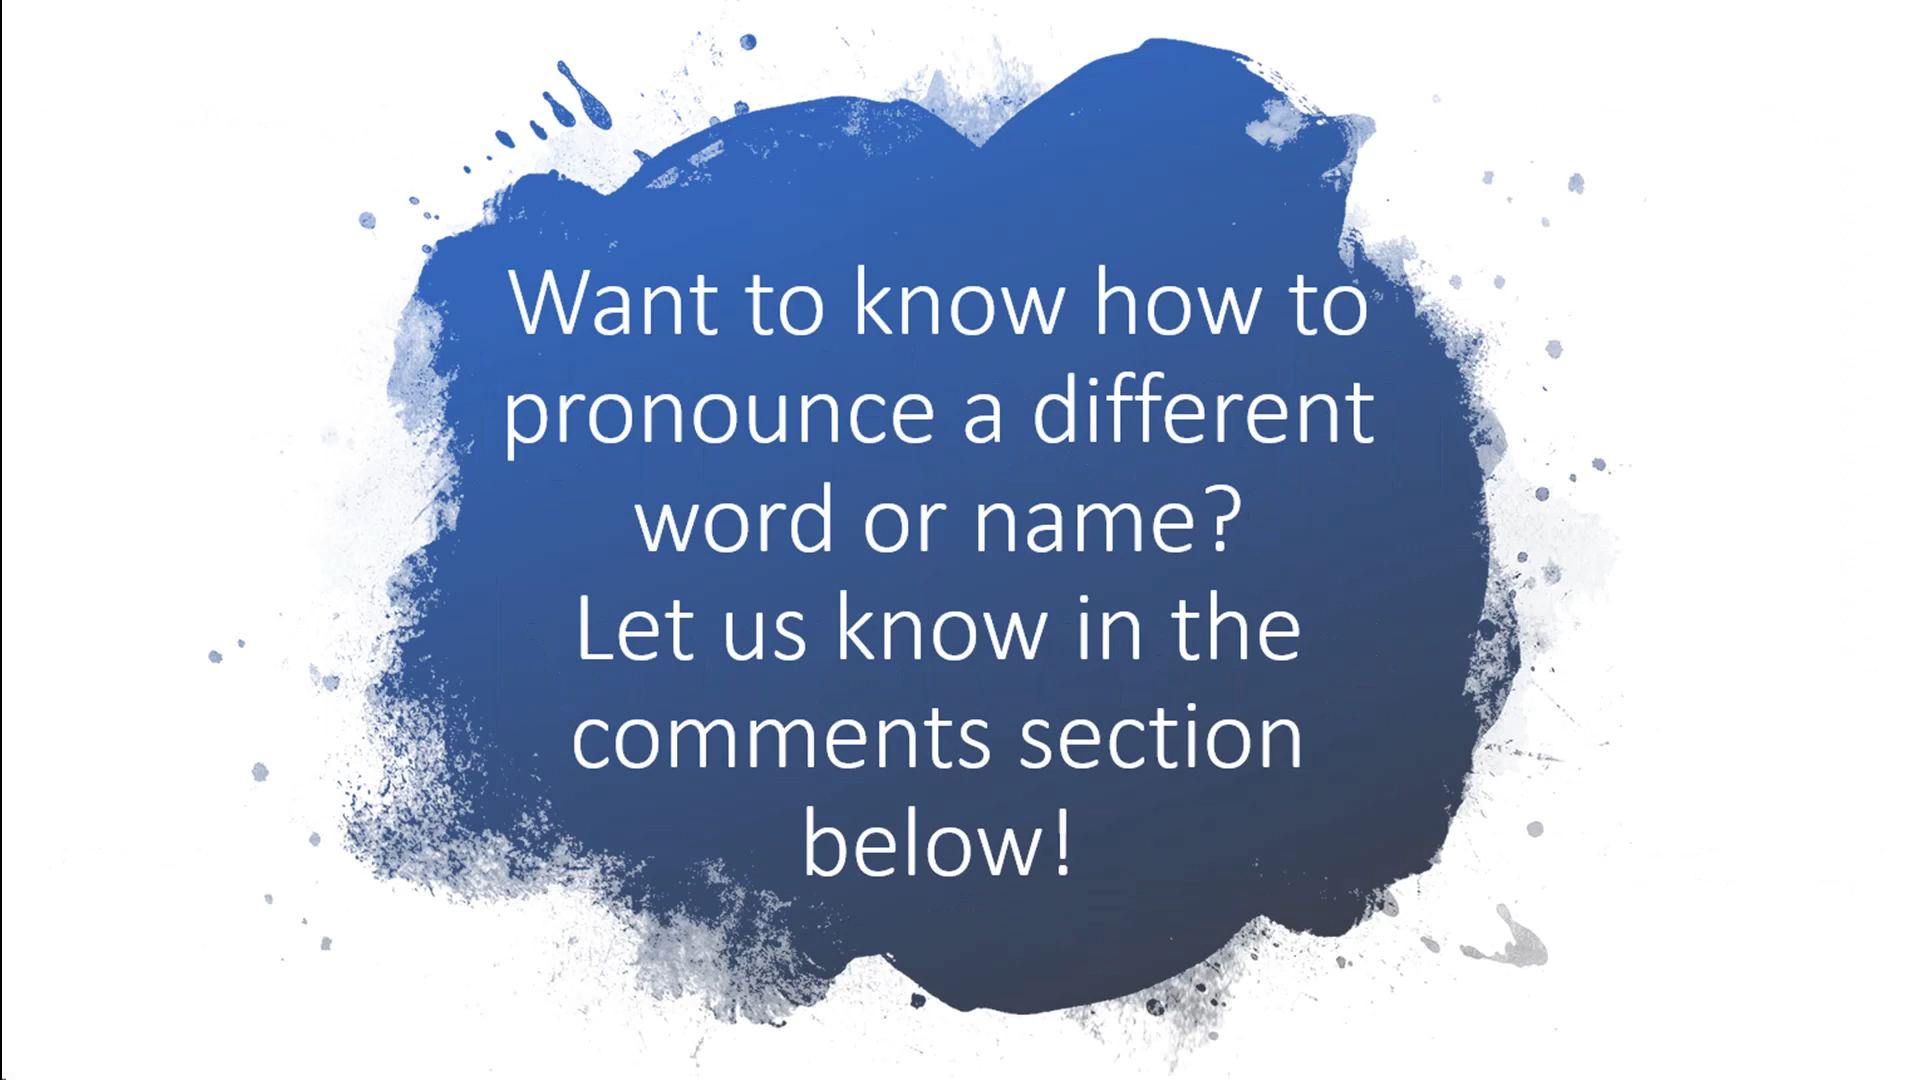 Want to know how to
pronounce a different
word or name?
Let us know in the
comments section
below!